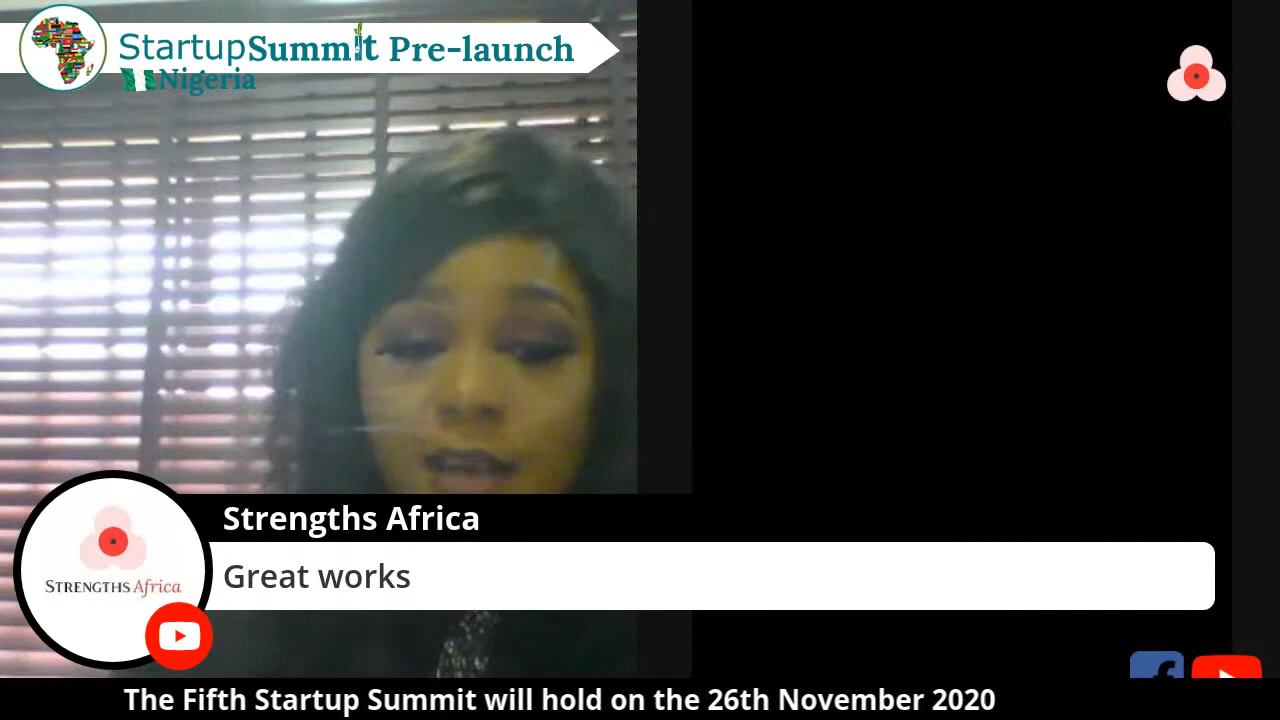 StartupSummit Pre-launch
Nigeria
Strengths Africa
Great works
STRENGTHS Africa
The Fifth Startup Summit will hold on the 26th November 2020